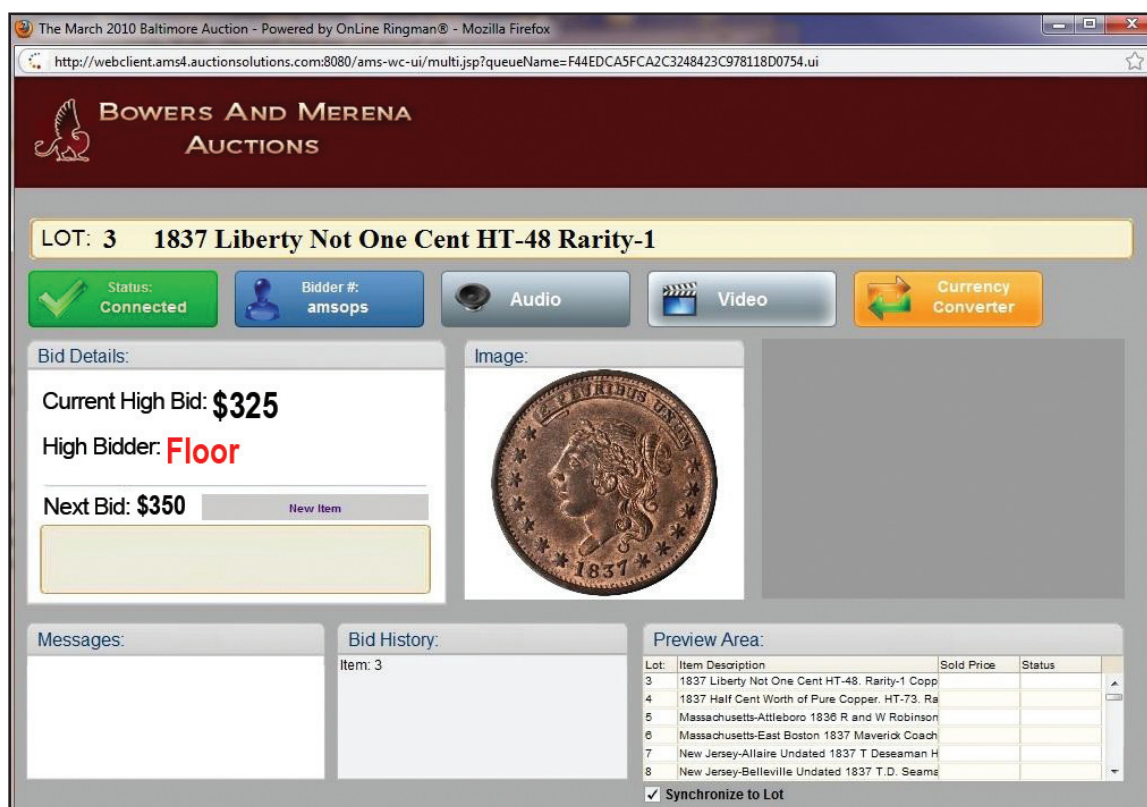 The March 2010 Baltimore Auction - Powered by OnLine Ringman® - Mozilla Firefox
http://webclient.ams4.auctionsolutions.com:8080/ams-wc-ui/multi.jsp?queueName=F44EDCA5FCA2C3248423C978118D0754.ui
BOWERS AND MERENA
AUCTIONS
LOT: 3 1837 Liberty Not One Cent HT-48 Rarity-1
Status:
Connected
Bidder #:
amsops
Audio
Video
Currency
Converter
Bid Details:
Current High Bid: $325
High Bidder: Floor
Next Bid: $350
New Item
Image:
E PLURIBUS UNUM
1837
Messages:
Bid History:
Item: 3
Preview Area:
Lot: Item Description Sold Price Status
3 1837 Liberty Not One Cent HT-48. Rarity-1 Copp
4 1837 Half Cent Worth of Pure Copper. HT-73. Ra
5 Massachusetts-Attleboro 1836 R and W Robinson
6 Massachusetts-East Boston 1837 Maverick Coach
7 New Jersey-Allaire Undated 1837 T Deseaman H
8 New Jersey-Belleville Undated 1837 T.D. Seama
Synchronize to Lot